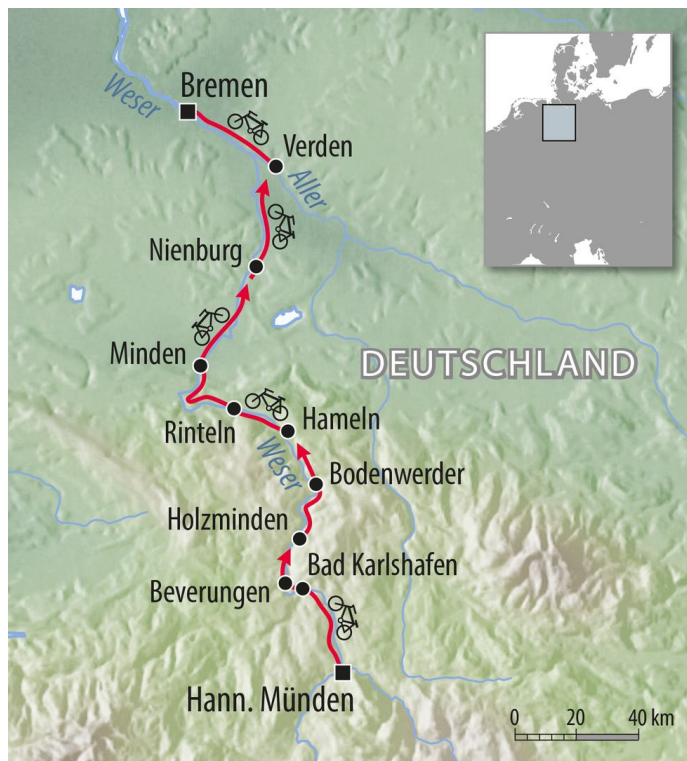 Bremen
Weser
Verden
Aller
Nienburg
Minden
DEUTSCHLAND
Rinteln
Hameln
Weser
Bodenwerder
Holzminden
Bad Karlshafen
Beverungen
Hann. Münden
0 20 40 km